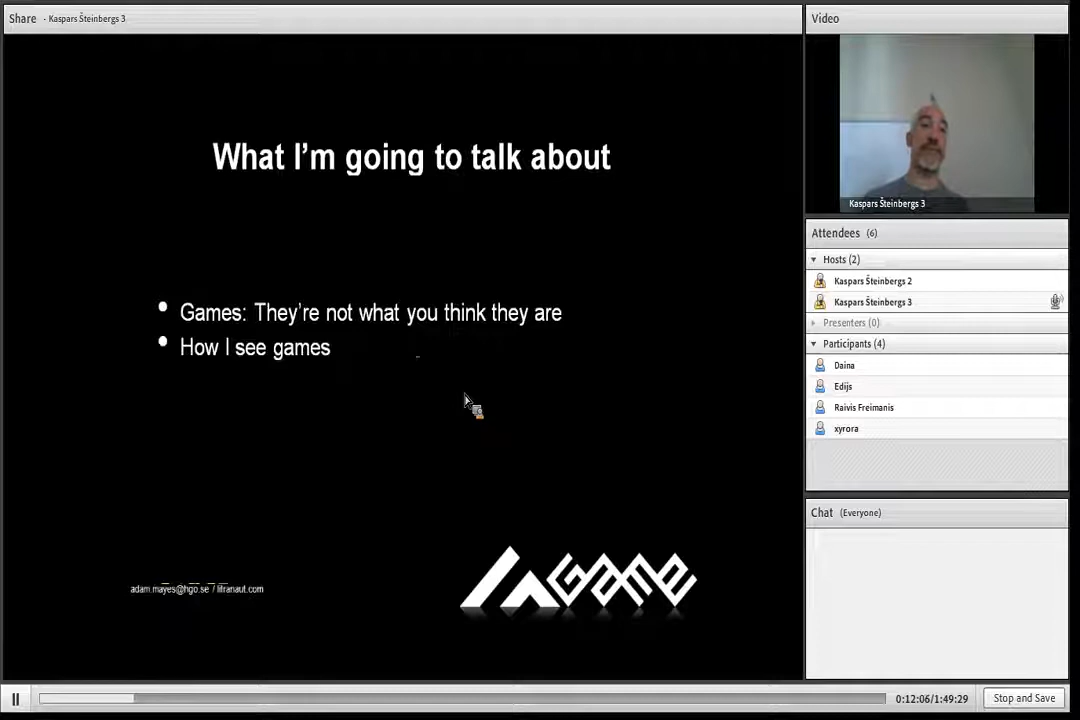 Share - Kaspars Šteinbergs 3
Video
What I'm going to talk about
Kaspars Šteinbergs 3
Attendees (6)
Hosts (2)
Kaspars Šteinbergs 2
Kaspars Šteinbergs 3
Presenters (0)
Participants (4)
Daina
Edijs
Raivis Freimanis
xyrora
• Games: They're not what you think they are
• How I see games
Chat (Everyone)
GAME
adam.mayes@hgo.se /
0:12:06/1:49:29
Stop and Save